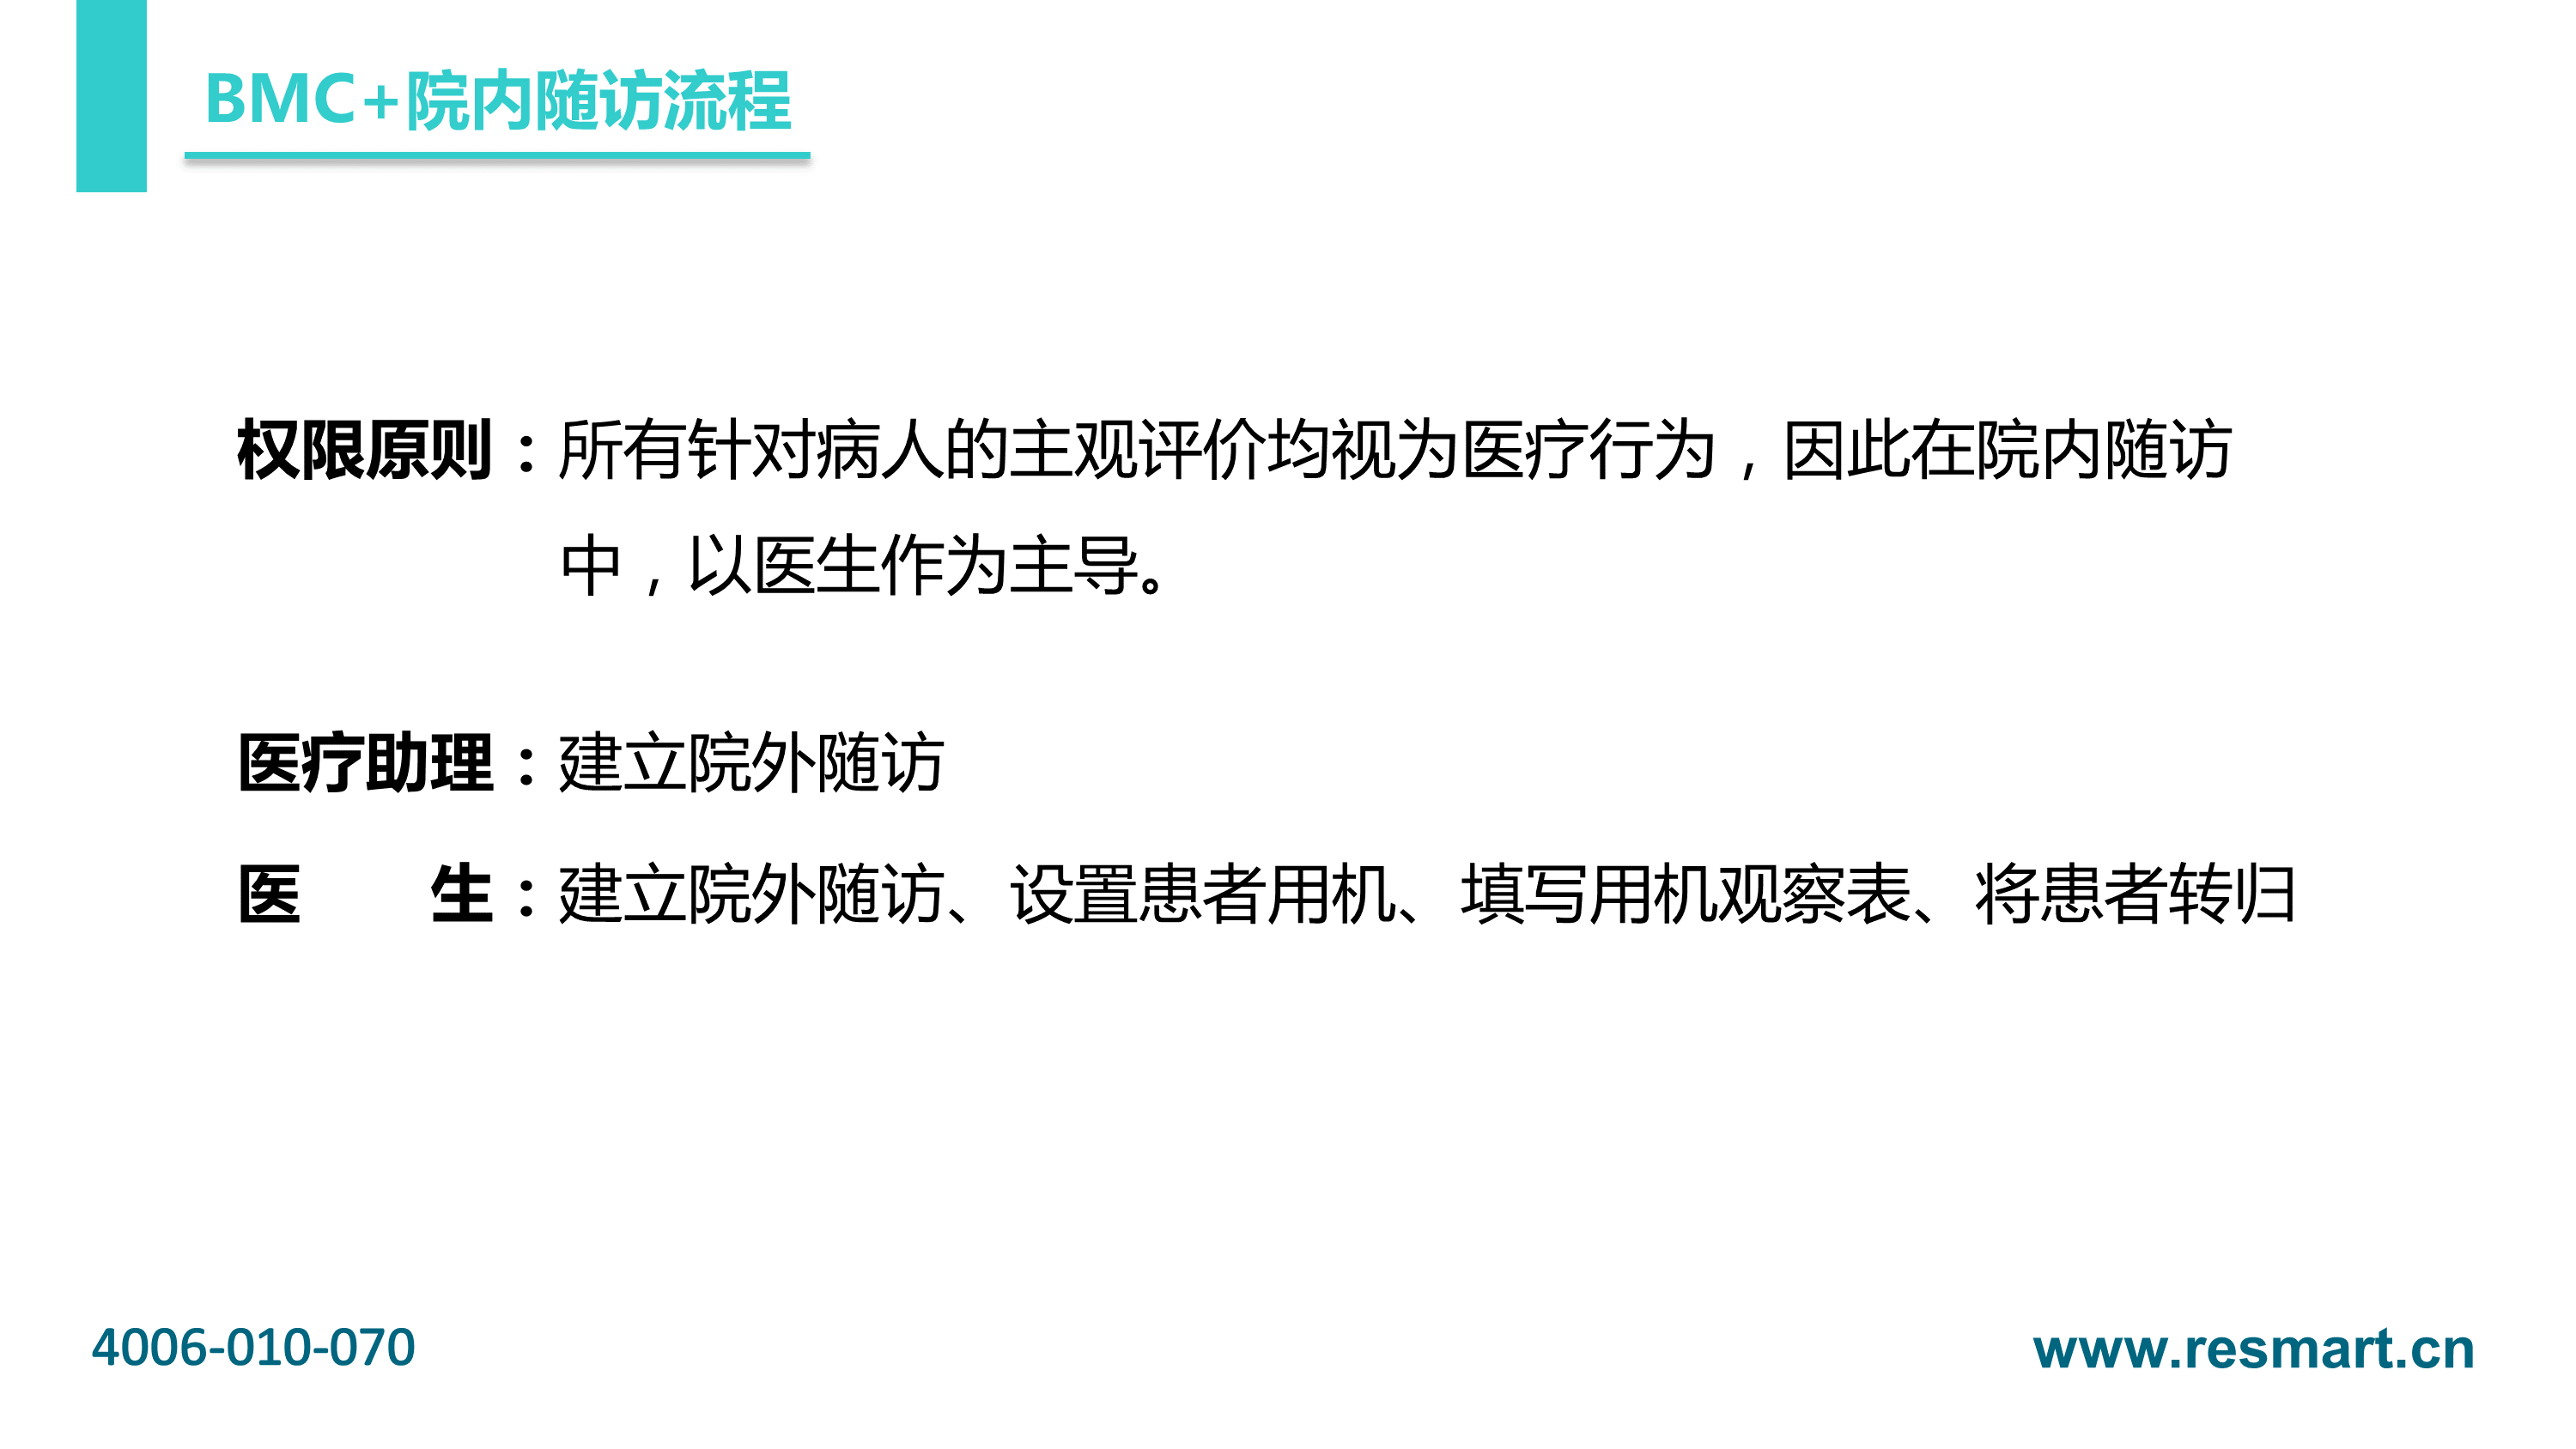 BMC+院内随访流程
权限原则：所有针对病人的主观评价均视为医疗行为，因此在院内随访
中，以医生作为主导。
医疗助理：建立院外随访
医　　生：建立院外随访、设置患者用机、填写用机观察表、将患者转归
4006-010-070
www.resmart.cn